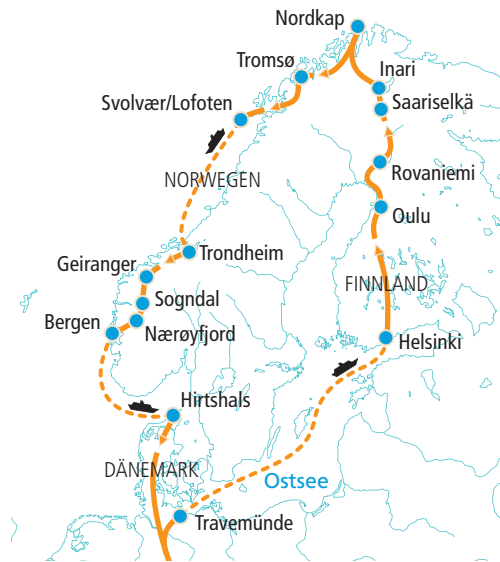 Nordkap
Tromsø
Inari
Svolvær/Lofoten
Saariselkä
NORWEGEN
Rovaniemi
Oulu
Trondheim
Geiranger
FINNLAND
Sogndal
Bergen
Nærøyfjord
Helsinki
Hirtshals
DÄNEMARK
Ostsee
Travemünde